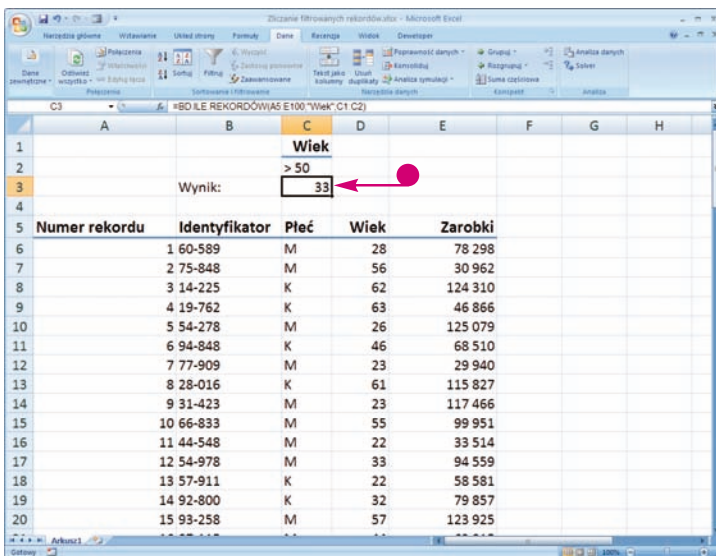 Zliczanie filtrowanych rekordów.xlsx - Microsoft Excel
Narzędzia główne Wstawianie Układ strony Formuły Dane Recenzja Widok Deweloper
Dane zewnętrzne
Odśwież wszystko
Połączenia
Właściwości
Edytuj łącza
Połączenia
Sortuj
Filtruj
Wyczyść
Zastosuj ponownie
Zaawansowane
Sortowanie i filtrowanie
Tekst jako kolumny
Usuń duplikaty
Poprawność danych
Konsoliduj
Analiza symulacji
Narzędzia danych
Grupuj
Rozgrupuj
Suma częściowa
Konspekt
Analiza danych
Solver
Analiza
C3 =BD.ILE.REKORDÓW(A5:E100;"Wiek";C1:C2)
A B C D E F G H
1 Wiek
2 > 50
3 Wynik: 33
4
5 Numer rekordu Identyfikator Płeć Wiek Zarobki
6 1 60-589 M 28 78 298
7 2 75-848 M 56 30 962
8 3 14-225 K 62 124 310
9 4 19-762 K 63 46 866
10 5 54-278 M 26 125 079
11 6 94-848 K 46 68 510
12 7 77-909 M 23 29 940
13 8 28-016 K 61 115 827
14 9 31-423 M 23 117 466
15 10 66-833 M 55 99 951
16 11 44-548 M 22 33 514
17 12 54-978 M 33 94 559
18 13 57-911 K 22 58 581
19 14 92-800 K 32 79 857
20 15 93-258 M 57 123 925
Arkusz1
Gotowy 100%